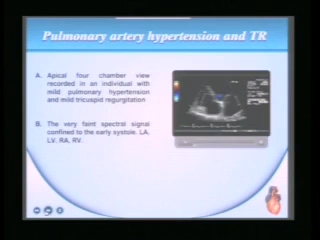 Pulmonary artery hypertension and TR
A. Apical four chamber view
recorded in an individual with
mild pulmonary hypertension
and mild tricuspid regurgitation
B. The very faint spectral signal
confined to the early systole. LA,
LV. RA, RV.